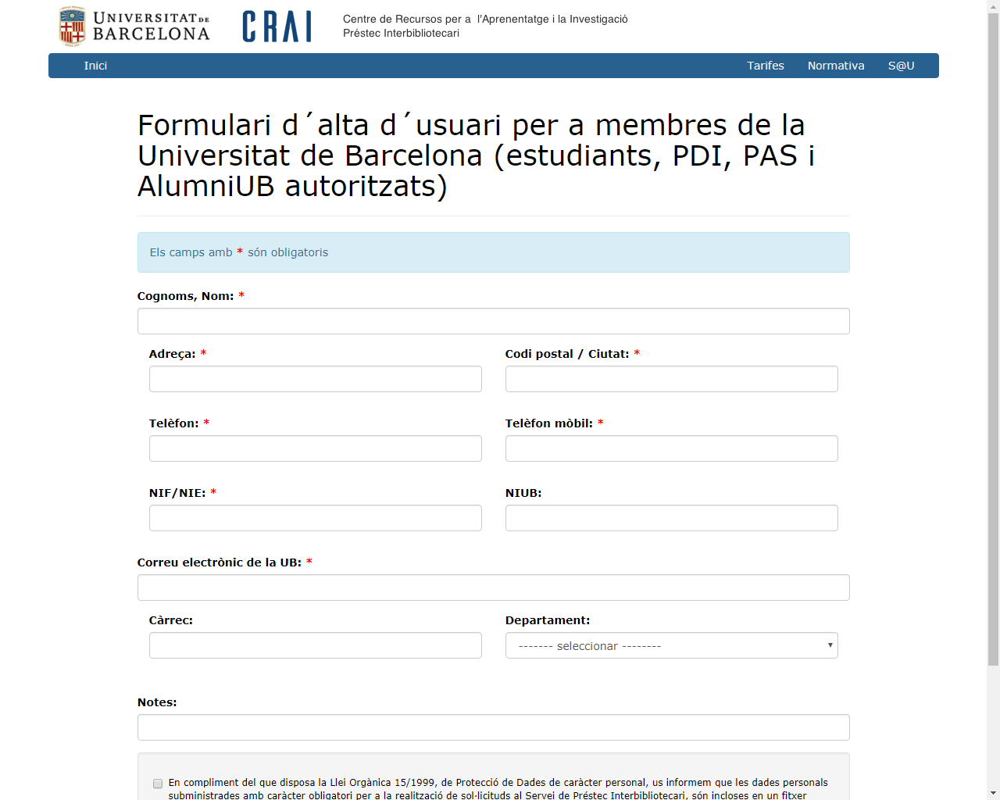 UNIVERSITAT DE
BARCELONA
CRAI
Centre de Recursos per a l'Aprenentatge i la Investigació
Préstec Interbibliotecari
Inici
Tarifes
Normativa
S@U
Formulari d´alta d´usuari per a membres de la
Universitat de Barcelona (estudiants, PDI, PAS i
AlumniUB autoritzats)
Els camps amb * són obligatoris
Cognoms, Nom: *
Adreça: *
Codi postal / Ciutat: *
Telèfon: *
Telèfon mòbil: *
NIF/NIE: *
NIUB:
Correu electrònic de la UB: *
Càrrec:
Departament:
------- seleccionar --------
Notes:
En compliment del que disposa la Llei Orgànica 15/1999, de Protecció de Dades de caràcter personal, us informem que les dades personals
subministrades amb caràcter obligatori per a la realització de sol·licituds al Servei de Préstec Interbibliotecari, són incloses en un fitxer